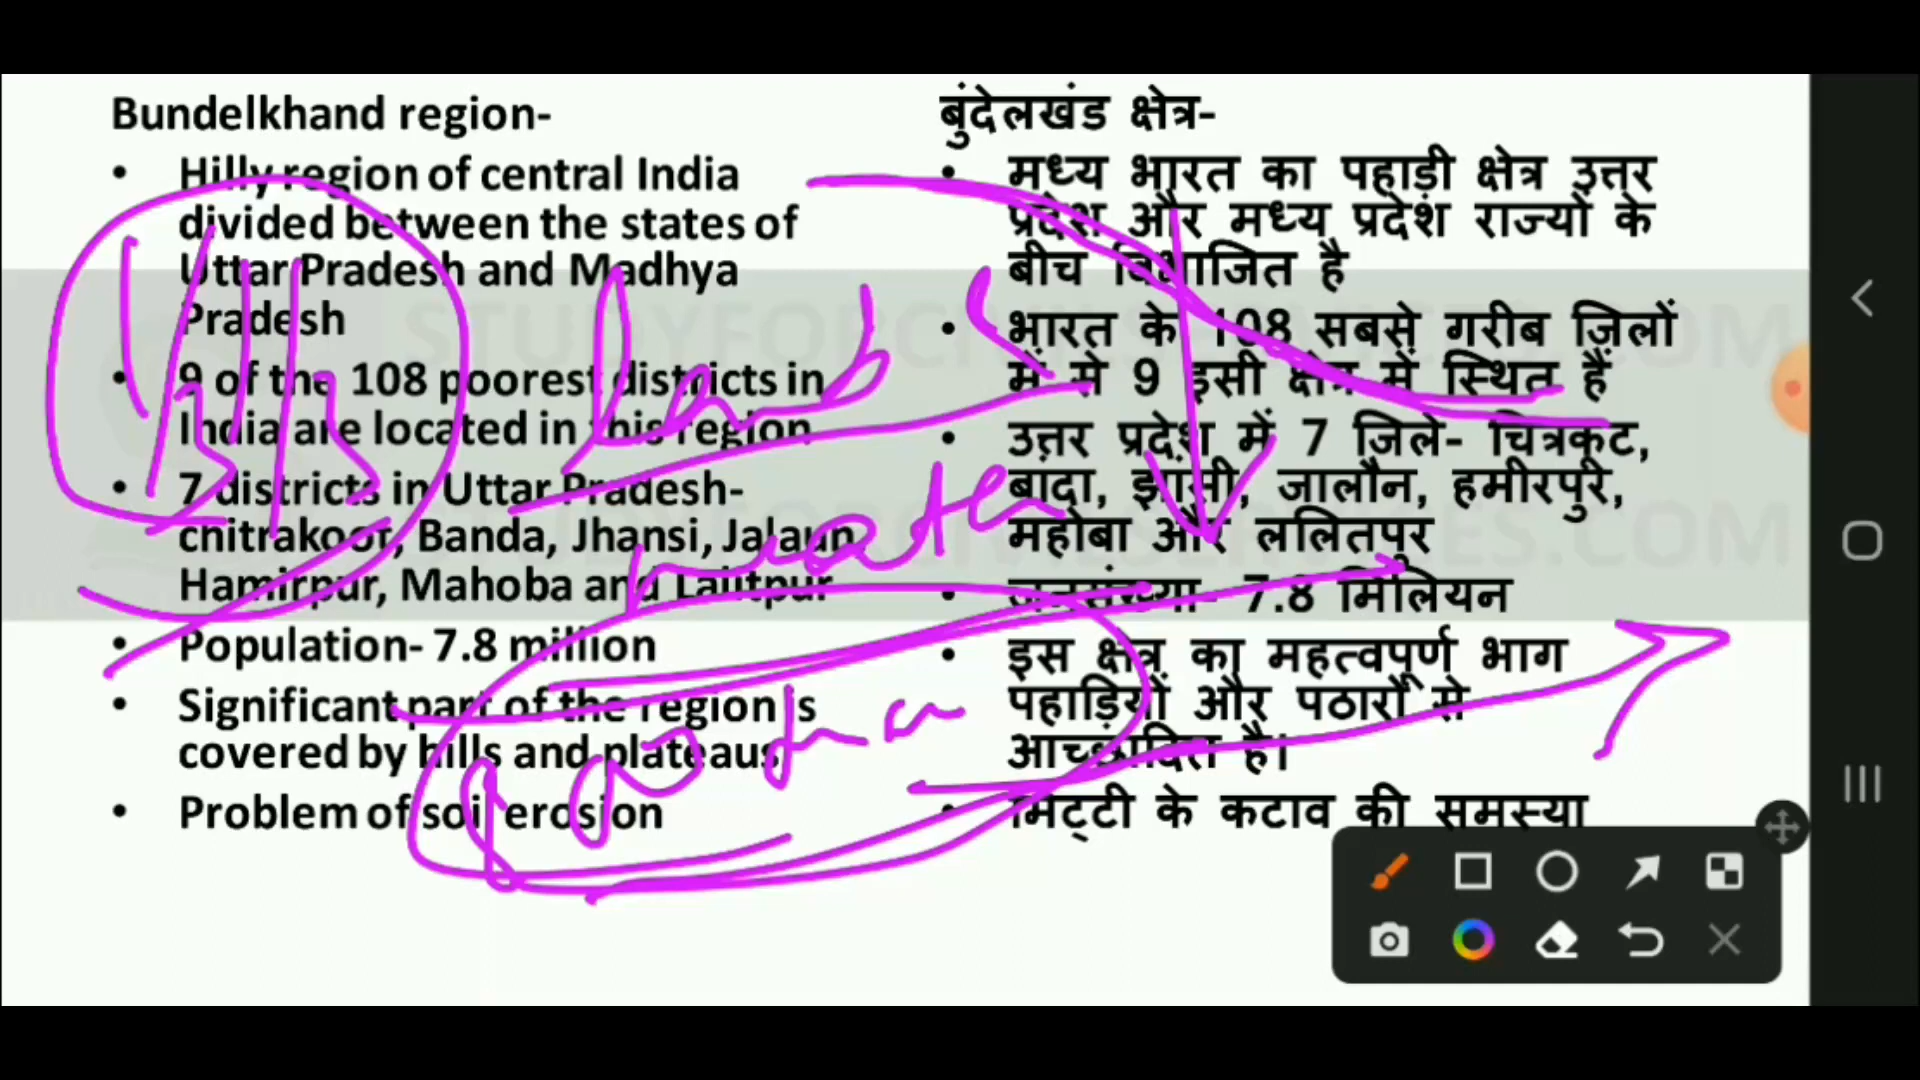 Bundelkhand region-
• Hilly region of central India
divided between the states of
Uttar Pradesh and Madhya
Pradesh
• 9 of the 108 poorest districts in
India are located in this region
• 7 districts in Uttar Pradesh-
chitrakoot, Banda, Jhansi, Jalaun,
Hamirpur, Mahoba and Lalitpur
• Population- 7.8 million
• Significant part of the region is
covered by hills and plateaus
• Problem of soil erosion
बुंदेलखंड क्षेत्र-
• मध्य भारत का पहाड़ी क्षेत्र उत्तर
प्रदेश और मध्य प्रदेश राज्यों के
बीच विभाजित है
• भारत के 108 सबसे गरीब ज़िलों
में से 9 इसी क्षेत्र में स्थित हैं
• उत्तर प्रदेश में 7 जिले- चित्रकूट,
बांदा, झांसी, जालौन, हमीरपुर,
महोबा और ललितपुर
• जनसंख्या- 7.8 मिलियन
• इस क्षेत्र का महत्वपूर्ण भाग
पहाड़ियों और पठारों से
आच्छादित है।
• मिट्टी के कटाव की समस्या
water